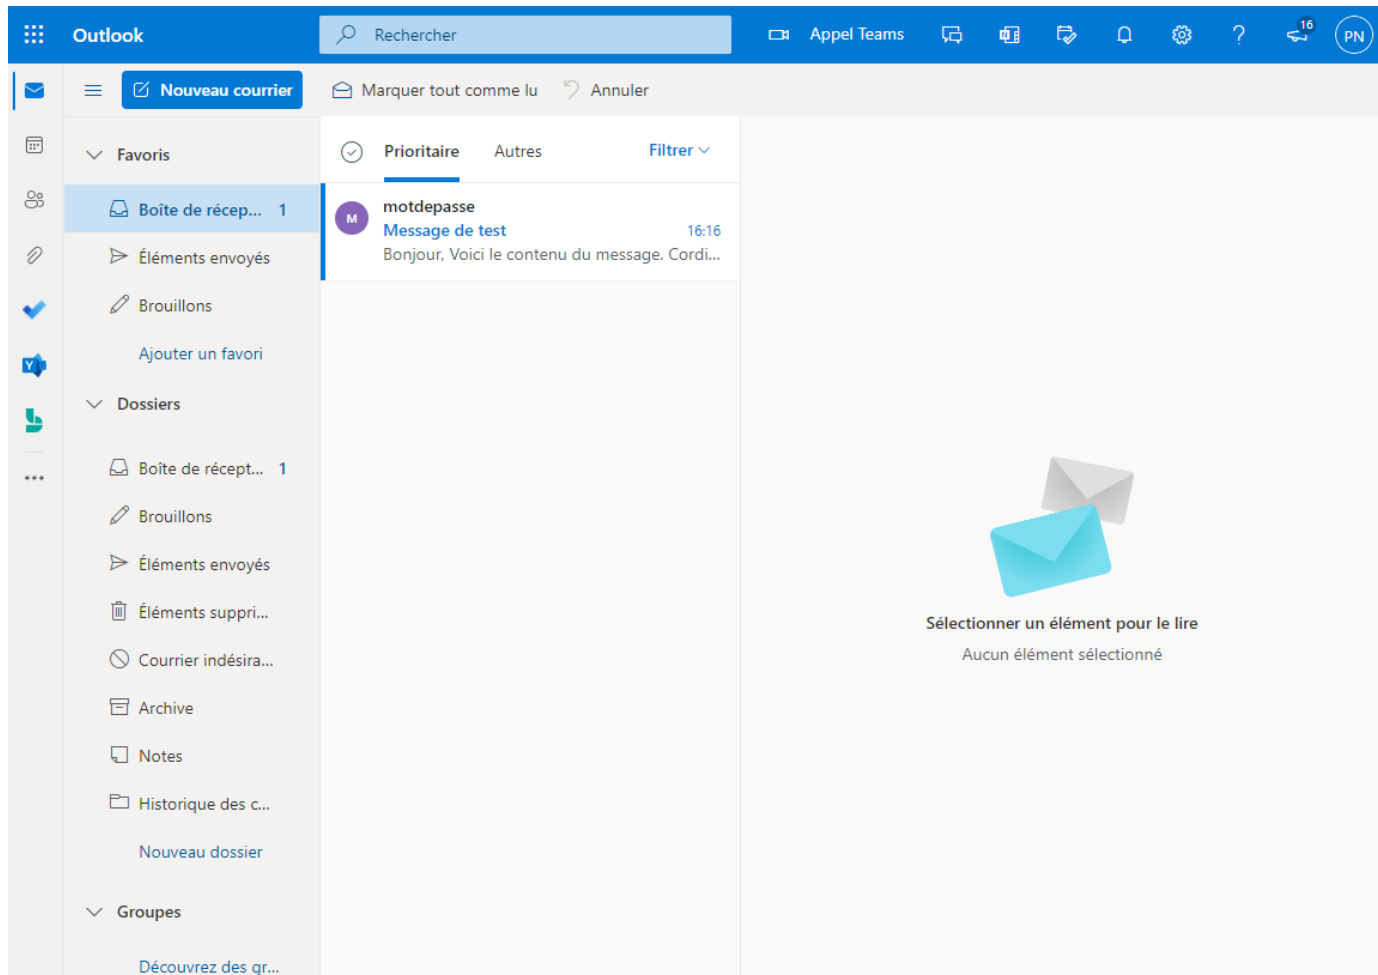 Outlook
Rechercher
Appel Teams
16
PN
Nouveau courrier
Marquer tout comme lu
Annuler
Favoris
Boîte de récep... 1
Éléments envoyés
Brouillons
Ajouter un favori
Dossiers
Boîte de récept... 1
Brouillons
Éléments envoyés
Éléments suppri...
Courrier indésira...
Archive
Notes
Historique des c...
Nouveau dossier
Groupes
Découvrez des gr...
Prioritaire
Autres
Filtrer
M
motdepasse
Message de test 16:16
Bonjour, Voici le contenu du message. Cordi...
Sélectionner un élément pour le lire
Aucun élément sélectionné